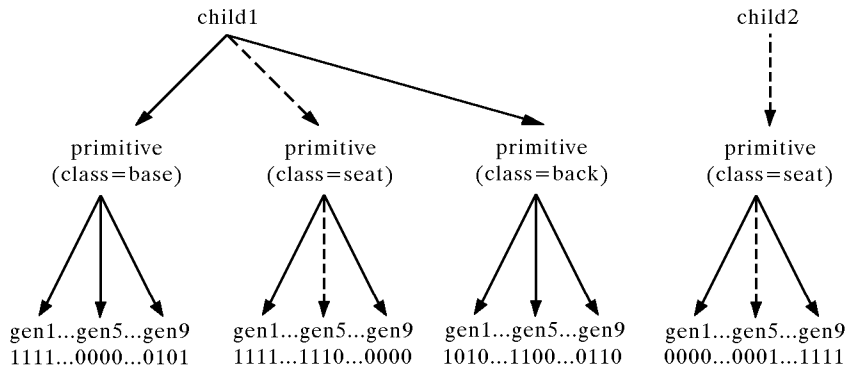 child1 child2
primitive primitive primitive primitive
(class=base) (class=seat) (class=back) (class=seat)
gen1...gen5...gen9 gen1...gen5...gen9 gen1...gen5...gen9 gen1...gen5...gen9
1111...0000...0101 1111...1110...0000 1010...1100...0110 0000...0001...1111